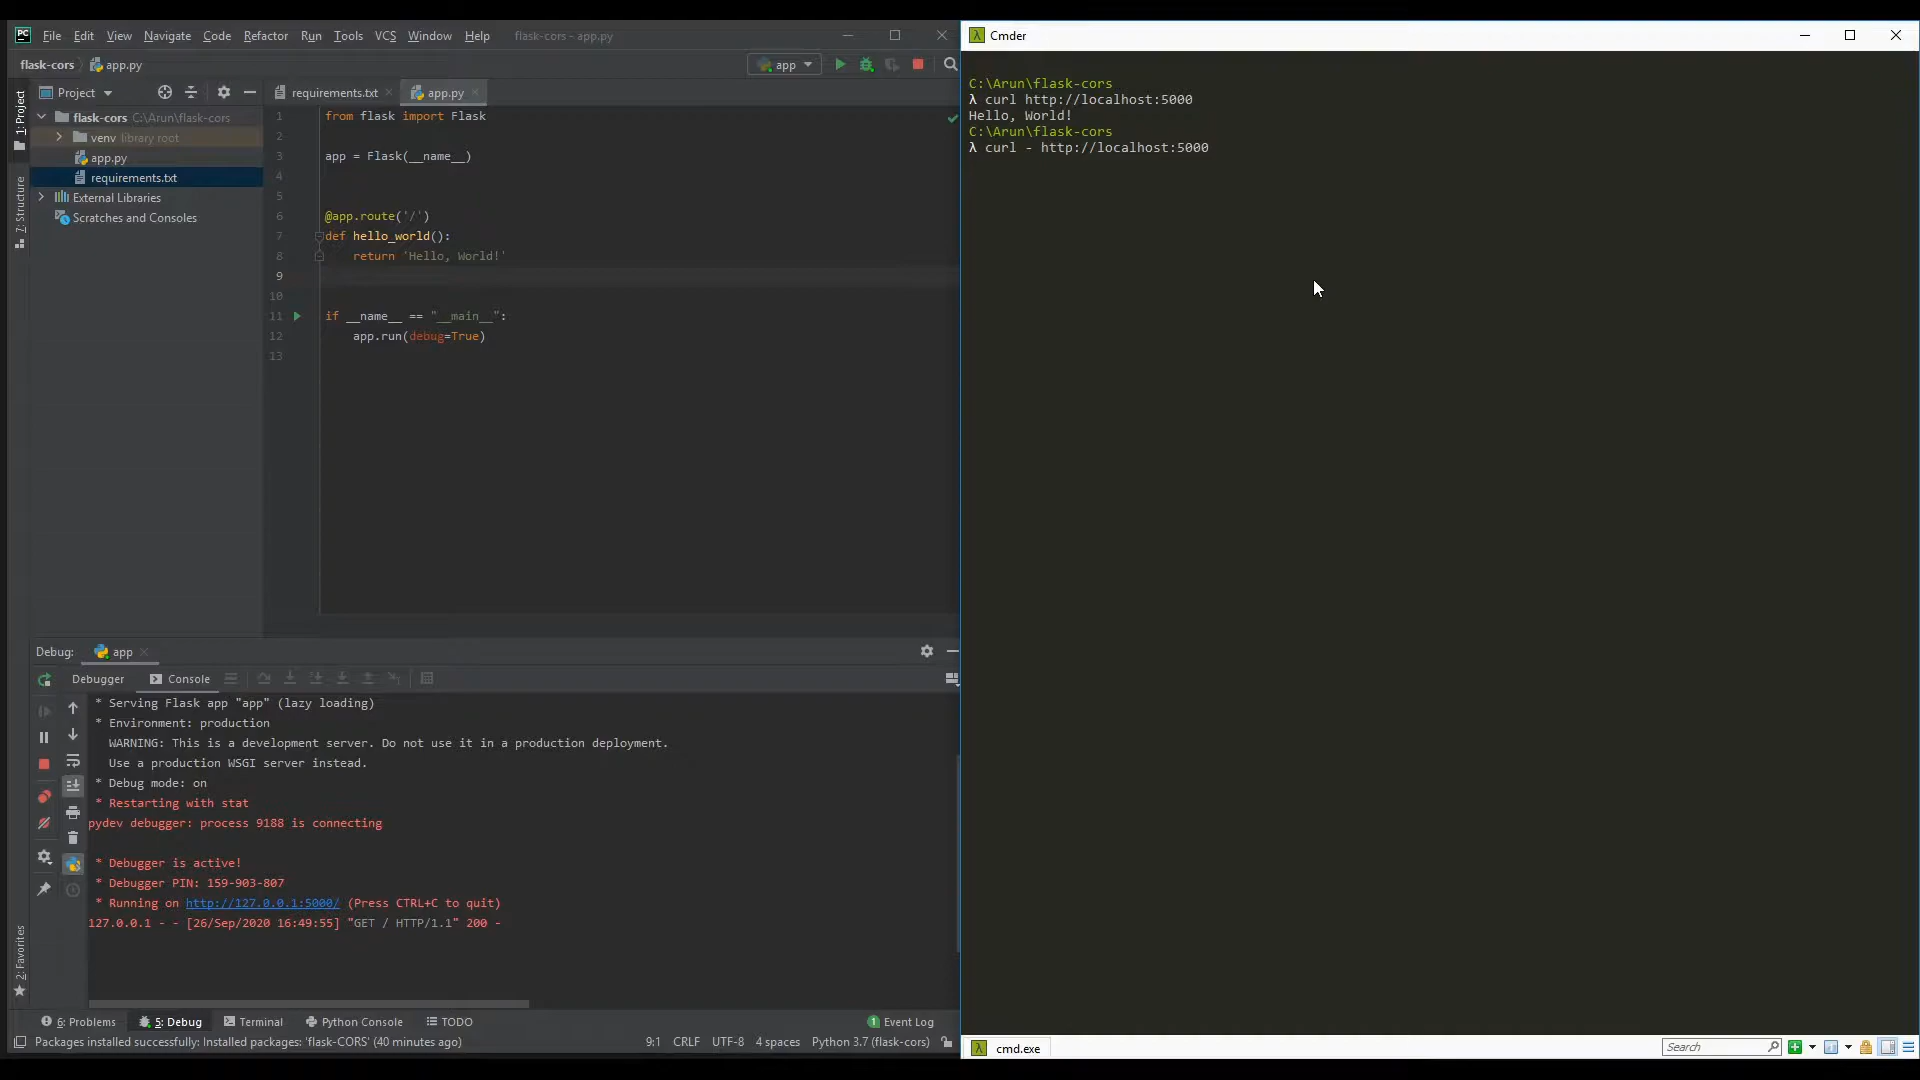 File Edit View Navigate Code Refactor Run Tools VCS Window Help flask-cors - app.py
flask-cors app.py
app
1: Project
7: Structure
2: Favorites
Project
flask-cors C:\Arun\flask-cors
venv library root
app.py
requirements.txt
External Libraries
Scratches and Consoles
requirements.txt app.py
1 from flask import Flask
2
3 app = Flask(__name__)
4
5
6 @app.route('/')
7 def hello_world():
8 return 'Hello, World!'
9
10
11 if __name__ == "__main__":
12 app.run(debug=True)
13
Debug: app
Debugger Console
* Serving Flask app "app" (lazy loading)
* Environment: production
WARNING: This is a development server. Do not use it in a production deployment.
Use a production WSGI server instead.
* Debug mode: on
* Restarting with stat
pydev debugger: process 9188 is connecting
* Debugger is active!
* Debugger PIN: 159-903-807
* Running on http://127.0.0.1:5000/ (Press CTRL+C to quit)
127.0.0.1 - - [26/Sep/2020 16:49:55] "GET / HTTP/1.1" 200 -
6: Problems 5: Debug Terminal Python Console TODO 1 Event Log
Packages installed successfully: Installed packages: 'flask-CORS' (40 minutes ago) 9:1 CRLF UTF-8 4 spaces Python 3.7 (flask-cors)
Cmder
C:\Arun\flask-cors
λ curl http://localhost:5000
Hello, World!
C:\Arun\flask-cors
λ curl - http://localhost:5000
cmd.exe
Search